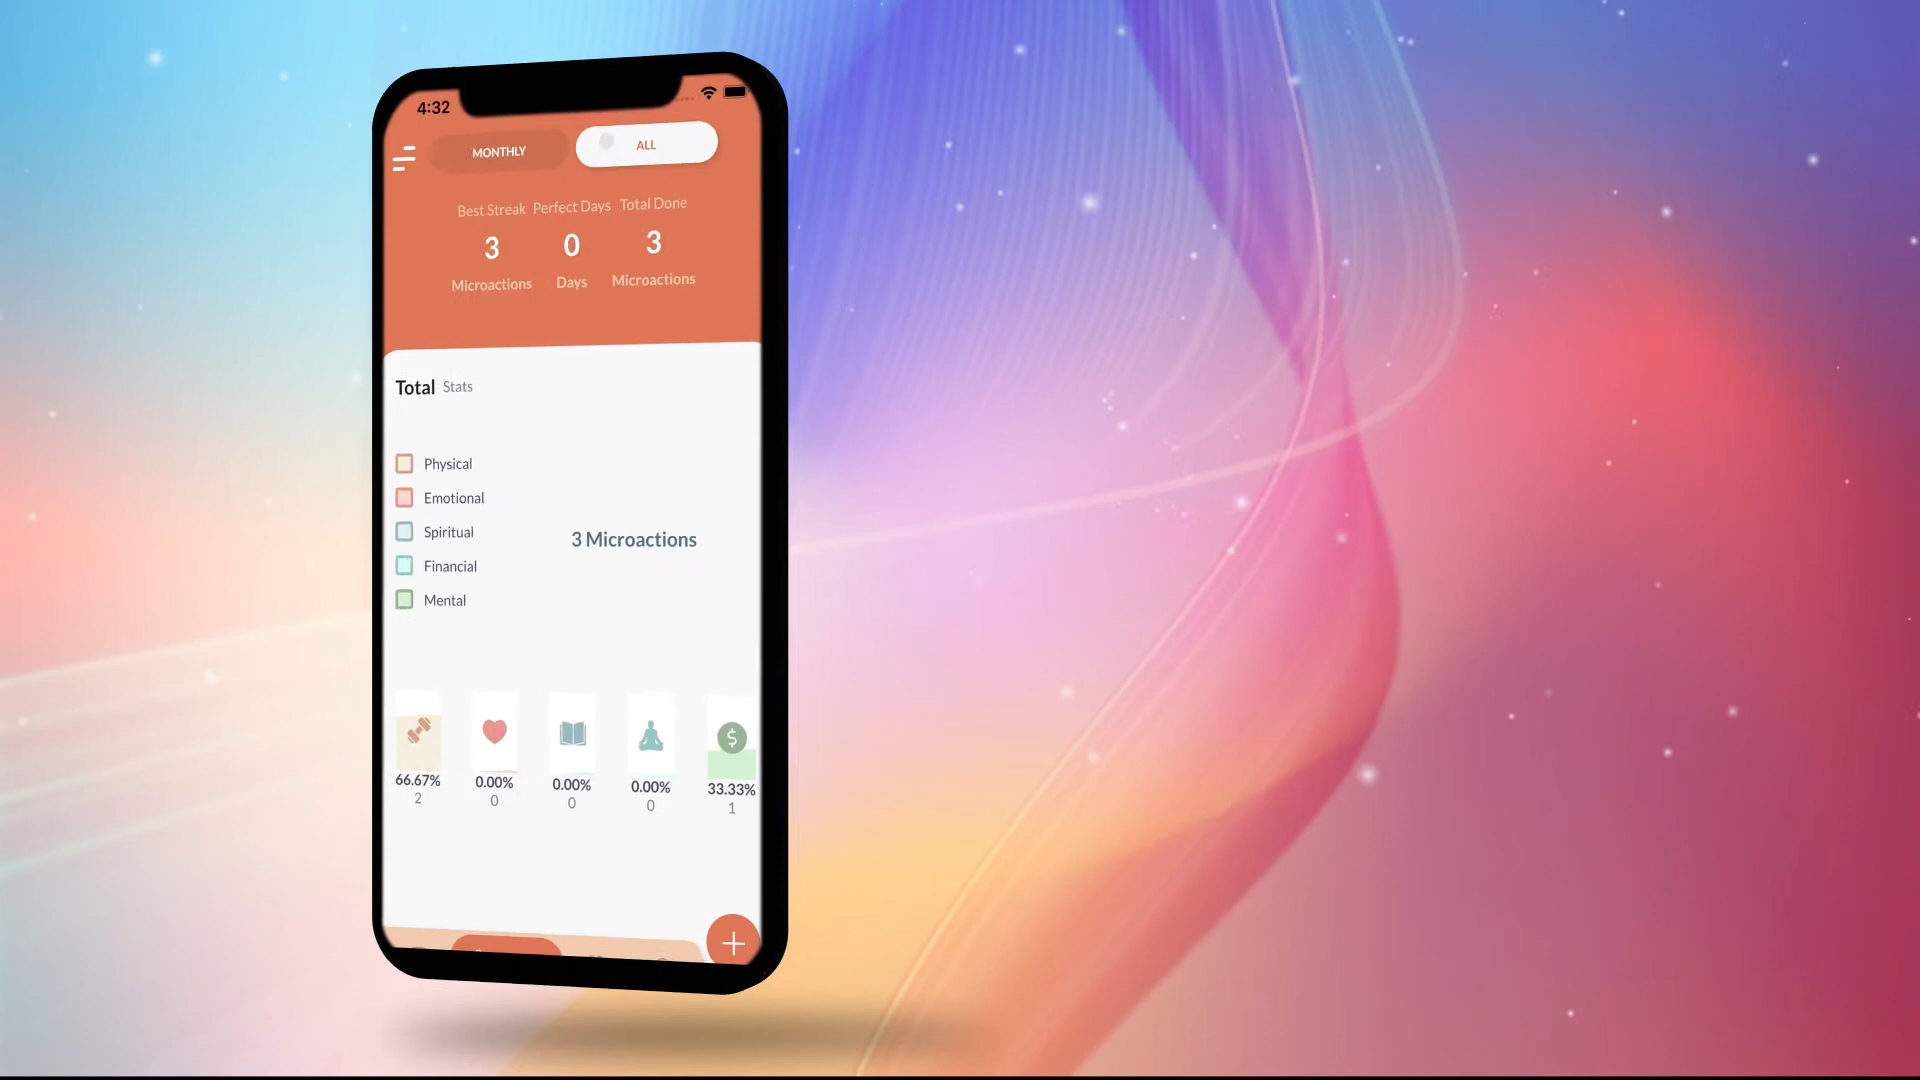 4:32
MONTHLY ALL
Best Streak Perfect Days Total Done
3 0 3
Microactions Days Microactions
Total Stats
Physical
Emotional
Spiritual
Financial
Mental
3 Microactions
66.67% 0.00% 0.00% 0.00% 33.33%
2 0 0 0 1